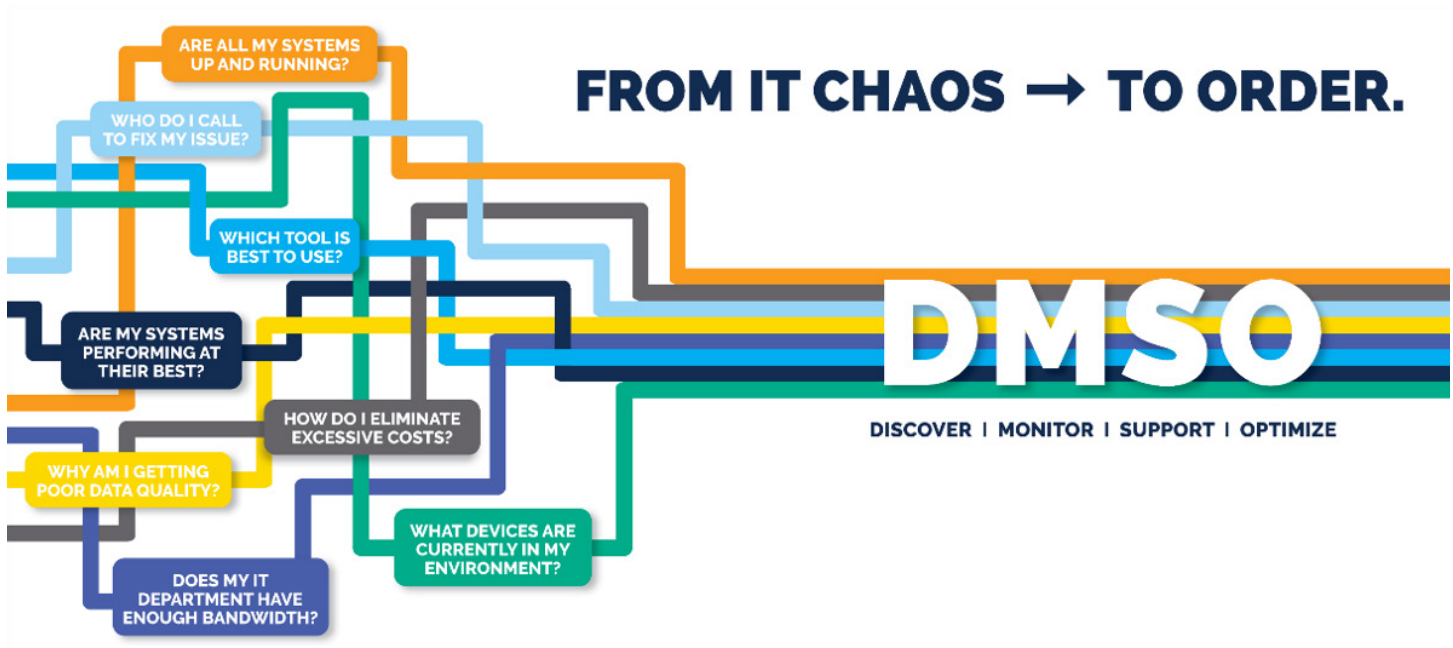 ARE ALL MY SYSTEMS
UP AND RUNNING?
FROM IT CHAOS → TO ORDER.
WHO DO I CALL
TO FIX MY ISSUE?
WHICH TOOL IS
BEST TO USE?
ARE MY SYSTEMS
PERFORMING AT
THEIR BEST?
HOW DO I ELIMINATE
EXCESSIVE COSTS?
WHY AM I GETTING
POOR DATA QUALITY?
WHAT DEVICES ARE
CURRENTLY IN MY
ENVIRONMENT?
DOES MY IT
DEPARTMENT HAVE
ENOUGH BANDWIDTH?
DMSO
DISCOVER | MONITOR | SUPPORT | OPTIMIZE